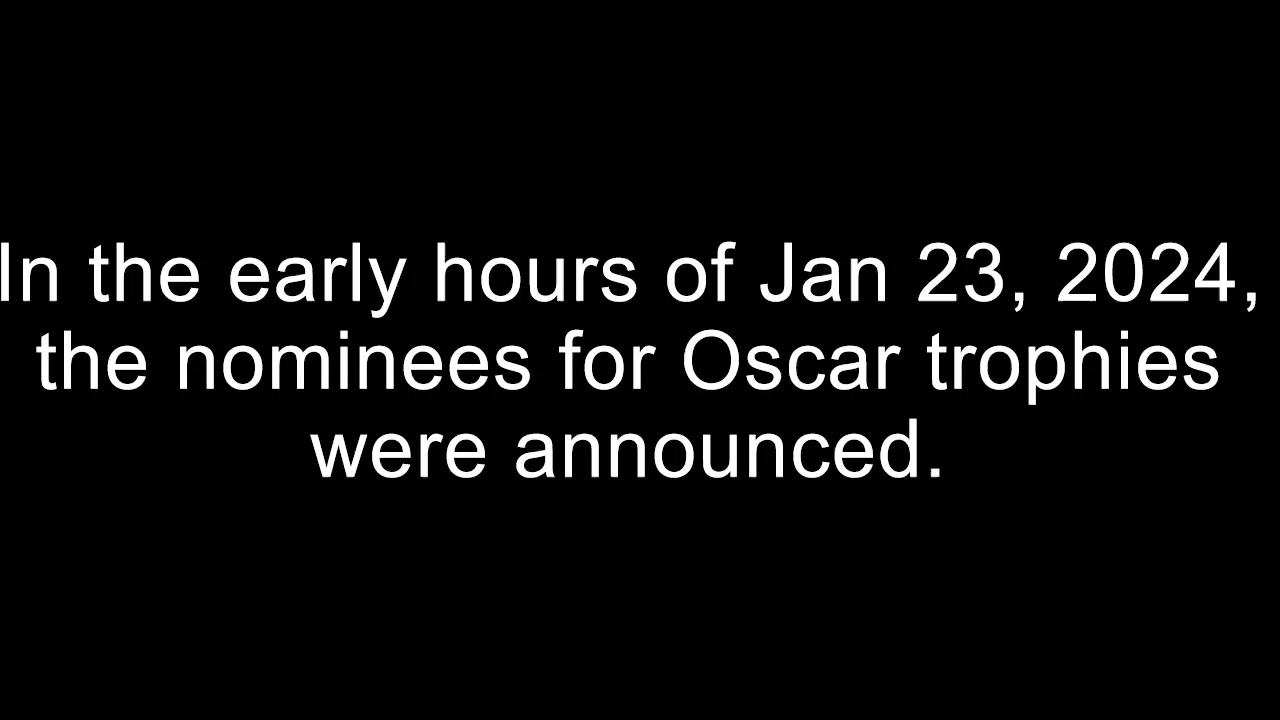 In the early hours of Jan 23, 2024,
the nominees for Oscar trophies
were announced.